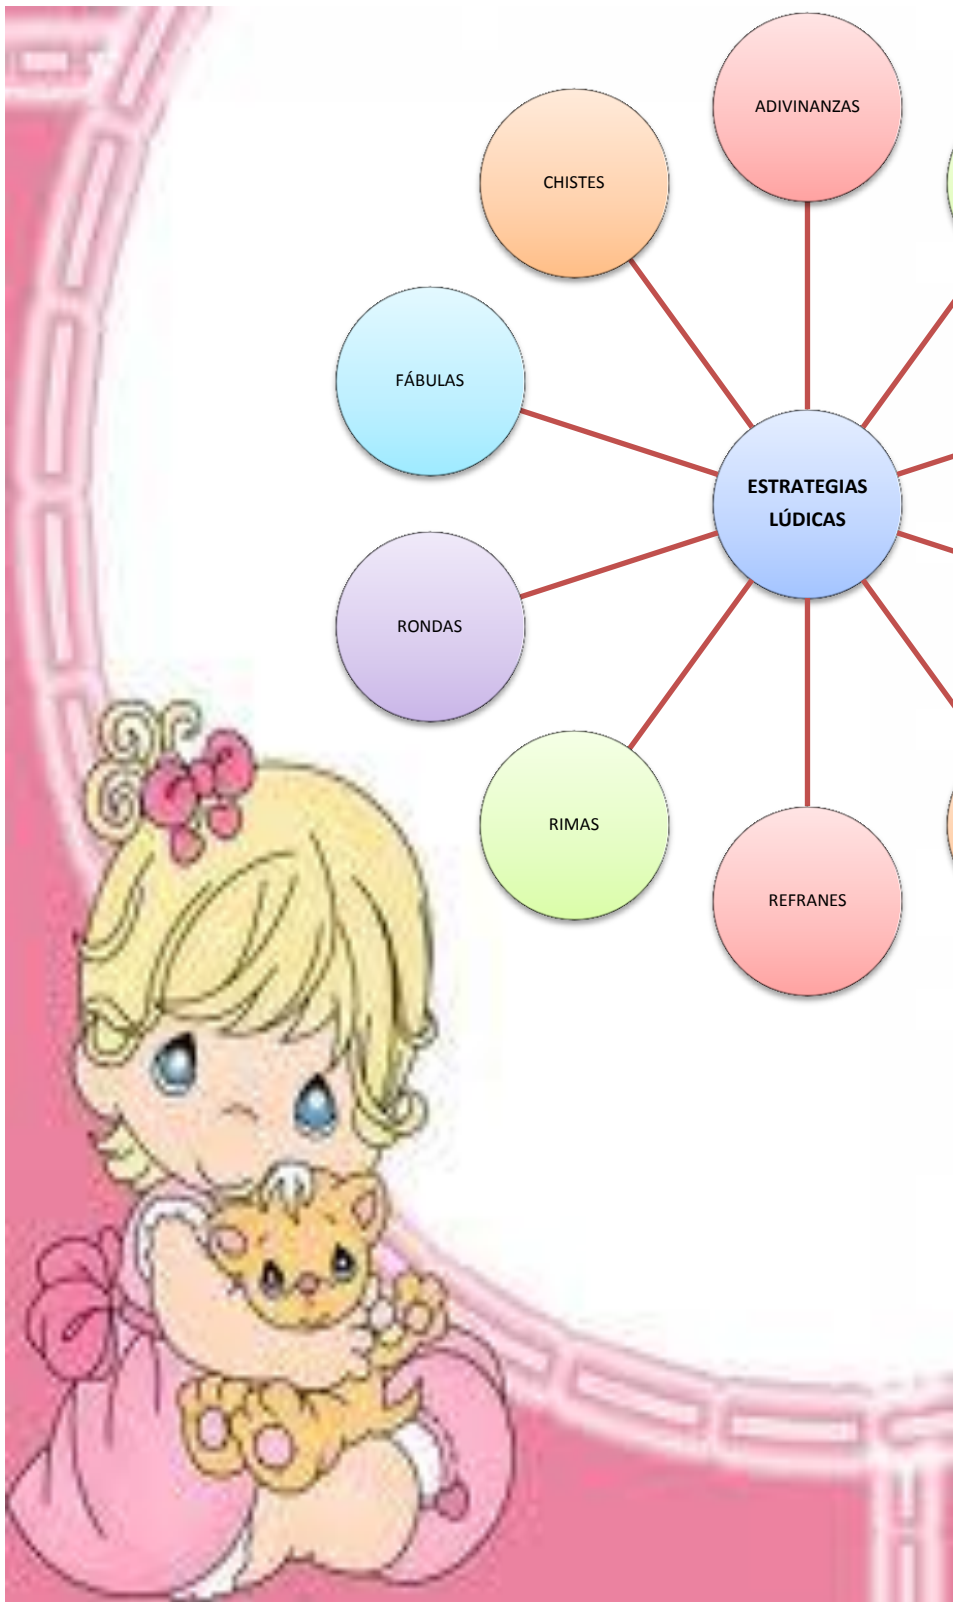 ADIVINANZAS
CHISTES
FÁBULAS
ESTRATEGIAS
LÚDICAS
RONDAS
RIMAS
REFRANES